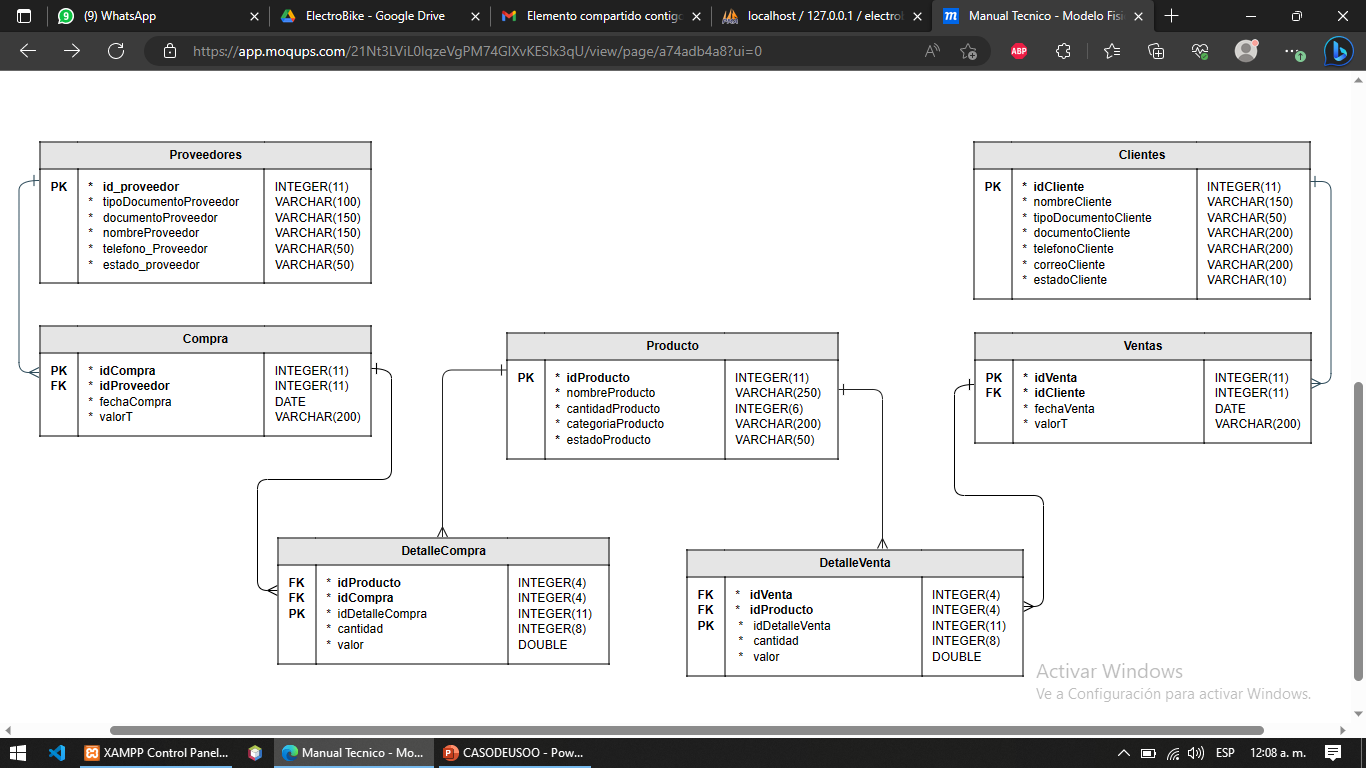 (9) WhatsApp
ElectroBike - Google Drive
Elemento compartido contigo
localhost / 127.0.0.1 / electrob
Manual Tecnico - Modelo Fisi
https://app.moqups.com/21Nt3LViL0IqzeVgPM74GlXvKESlx3qU/view/page/a74adb4a8?ui=0
ABP
Proveedores
PK * id_proveedor INTEGER(11)
* tipoDocumentoProveedor VARCHAR(100)
* documentoProveedor VARCHAR(150)
* nombreProveedor VARCHAR(150)
* telefono_Proveedor VARCHAR(50)
* estado_proveedor VARCHAR(50)
Clientes
PK * idCliente INTEGER(11)
* nombreCliente VARCHAR(150)
* tipoDocumentoCliente VARCHAR(50)
* documentoCliente VARCHAR(200)
* telefonoCliente VARCHAR(200)
* correoCliente VARCHAR(200)
* estadoCliente VARCHAR(10)
Compra
PK * idCompra INTEGER(11)
FK * idProveedor INTEGER(11)
* fechaCompra DATE
* valorT VARCHAR(200)
Producto
PK * idProducto INTEGER(11)
* nombreProducto VARCHAR(250)
* cantidadProducto INTEGER(6)
* categoriaProducto VARCHAR(200)
* estadoProducto VARCHAR(50)
Ventas
PK * idVenta INTEGER(11)
FK * idCliente INTEGER(11)
* fechaVenta DATE
* valorT VARCHAR(200)
DetalleCompra
FK * idProducto INTEGER(4)
FK * idCompra INTEGER(4)
PK * idDetalleCompra INTEGER(11)
* cantidad INTEGER(8)
* valor DOUBLE
DetalleVenta
FK * idVenta INTEGER(4)
FK * idProducto INTEGER(4)
PK * idDetalleVenta INTEGER(11)
* cantidad INTEGER(8)
* valor DOUBLE
Activar Windows
Ve a Configuración para activar Windows.
XAMPP Control Panel...
Manual Tecnico - Mo...
CASODEUSOO - Pow...
ESP
12:08 a. m.